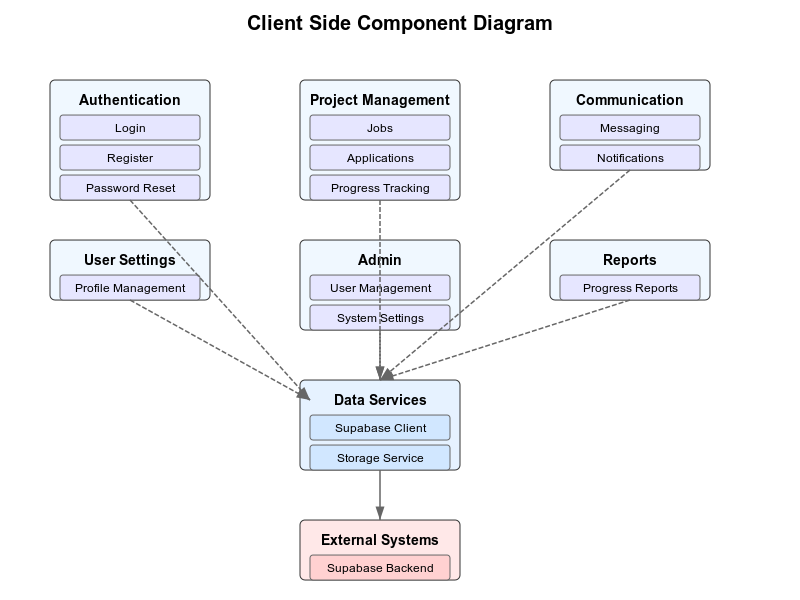 Client Side Component Diagram
Authentication
Login
Register
Password Reset
Project Management
Jobs
Applications
Progress Tracking
Communication
Messaging
Notifications
User Settings
Profile Management
Admin
User Management
System Settings
Reports
Progress Reports
Data Services
Supabase Client
Storage Service
External Systems
Supabase Backend